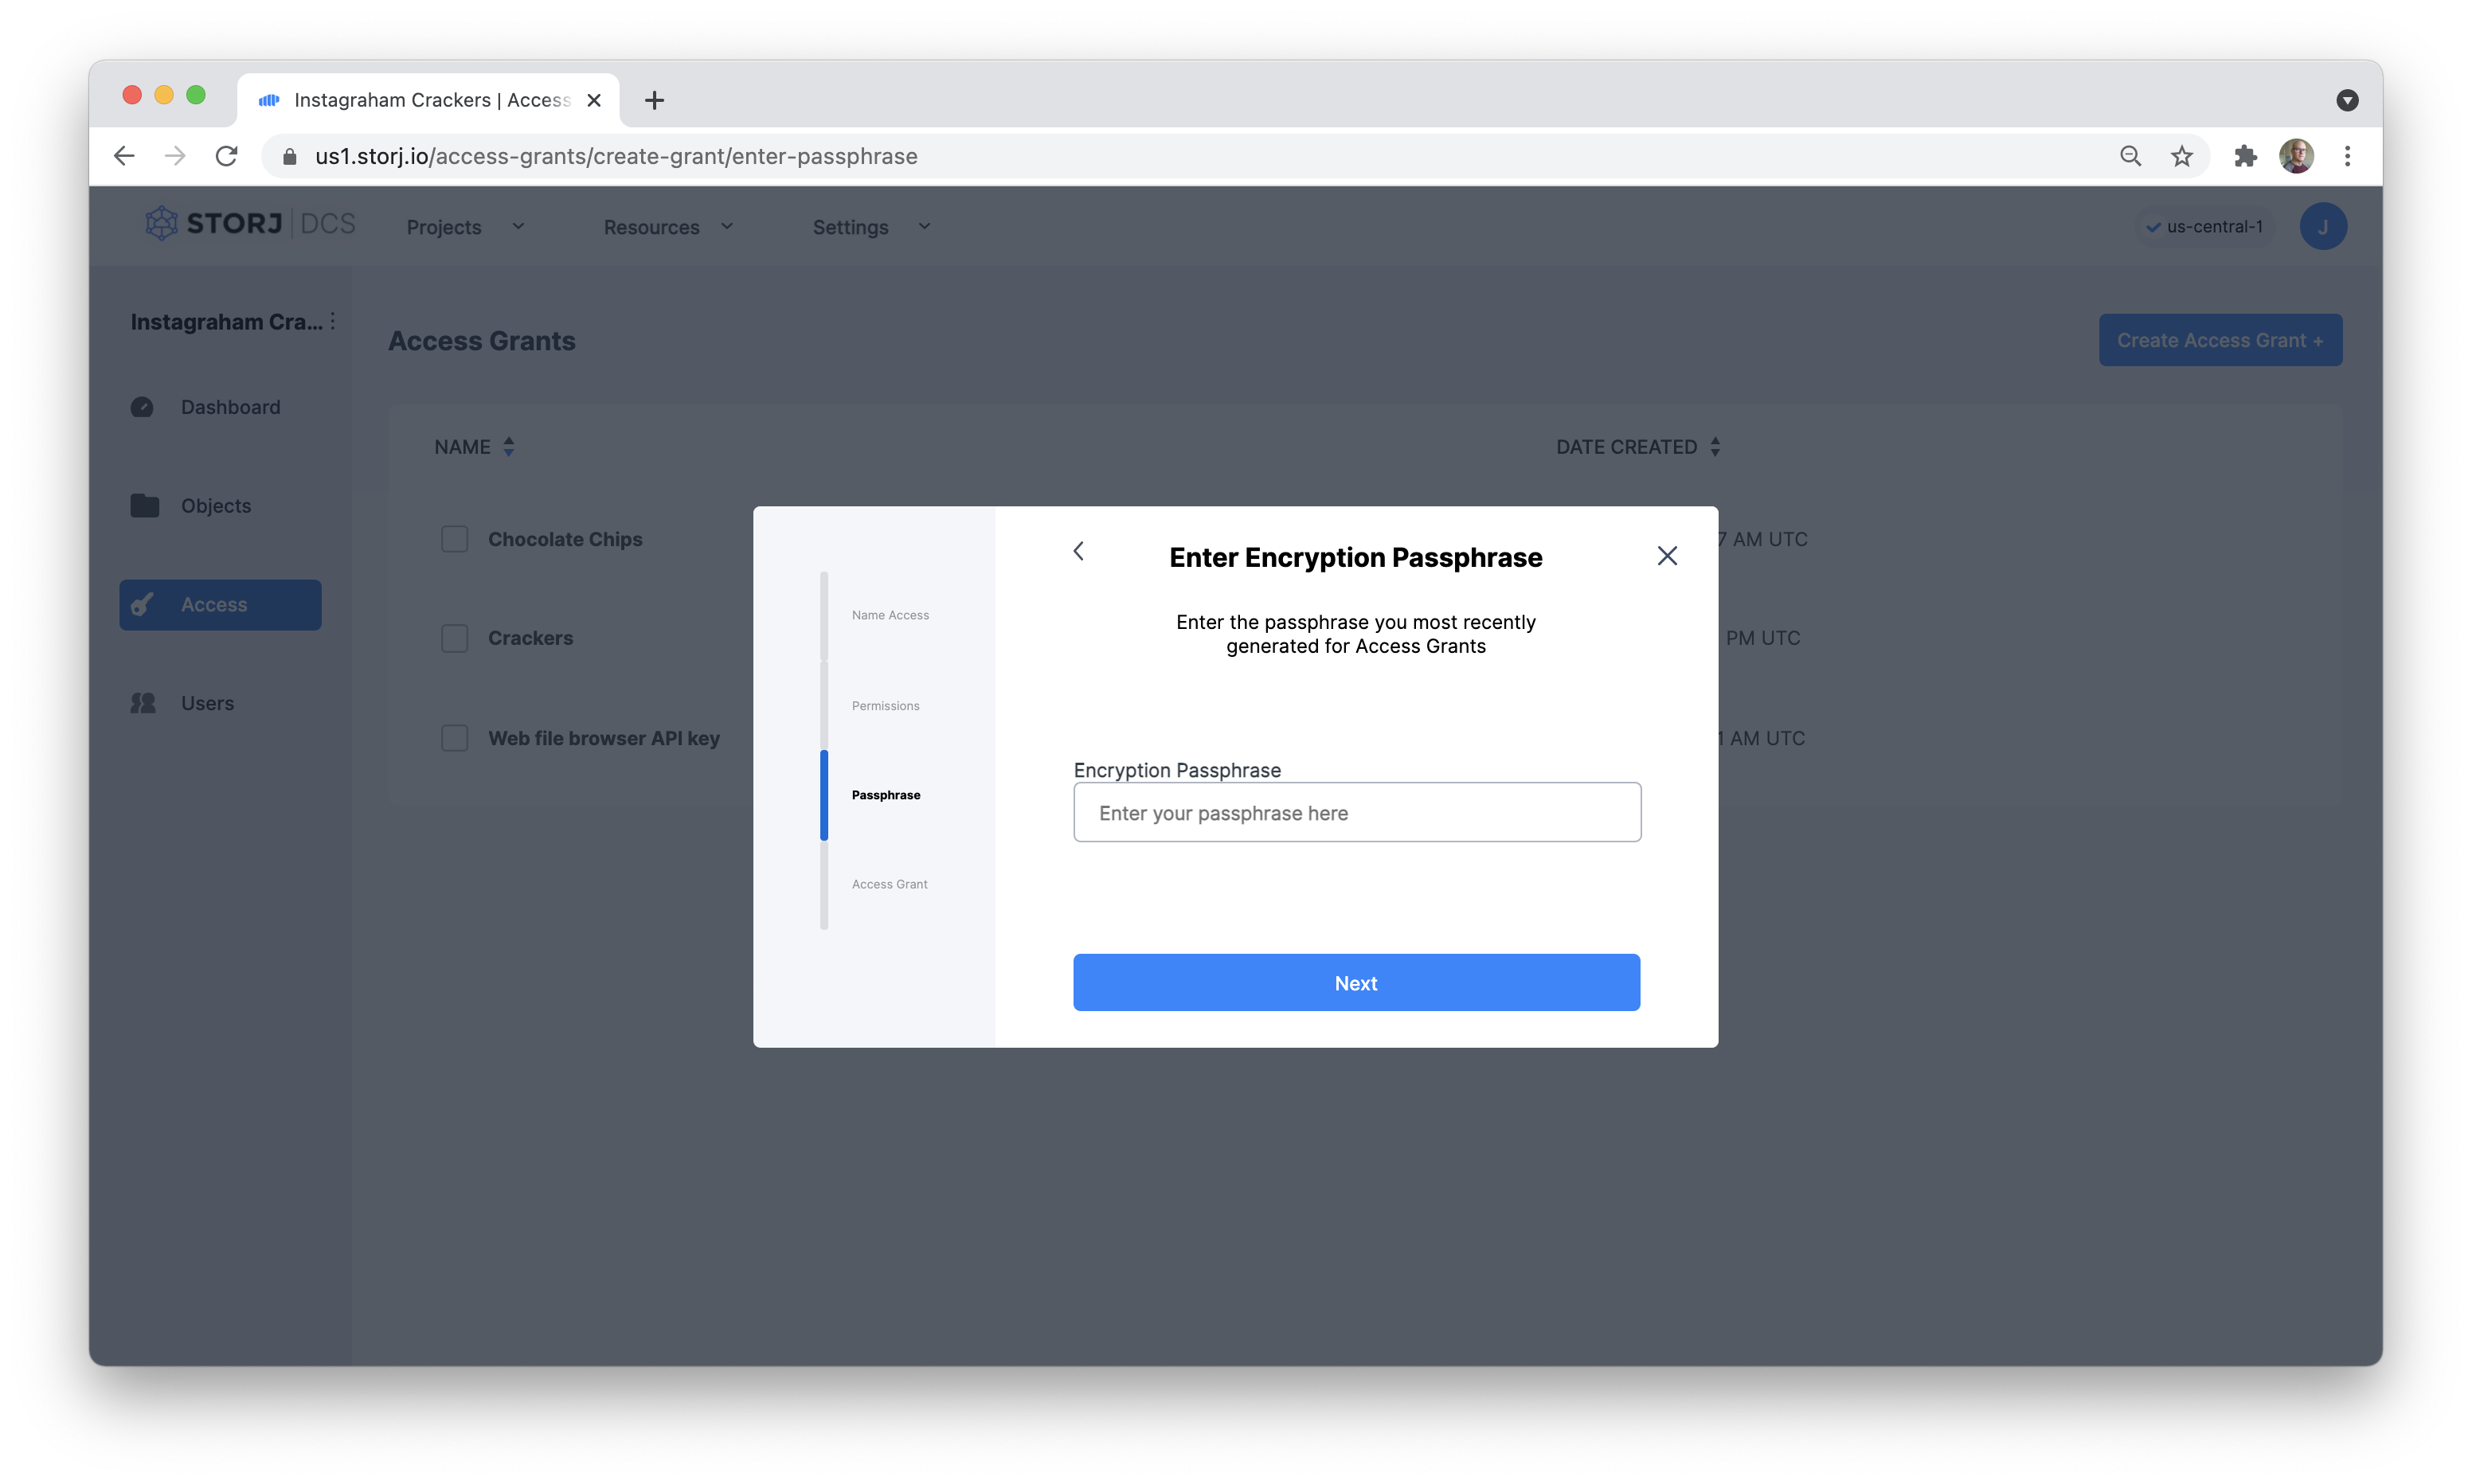 Instagraham Crackers | Access
us1.storj.io/access-grants/create-grant/enter-passphrase
STORJ DCS
Projects
Resources
Settings
us-central-1
J
Instagraham Cra...
Dashboard
Objects
Access
Users
Access Grants
Create Access Grant +
NAME
DATE CREATED
Chocolate Chips
7 AM UTC
Crackers
PM UTC
Web file browser API key
1 AM UTC
Name Access
Permissions
Passphrase
Access Grant
Enter Encryption Passphrase
Enter the passphrase you most recently
generated for Access Grants
Encryption Passphrase
Enter your passphrase here
Next